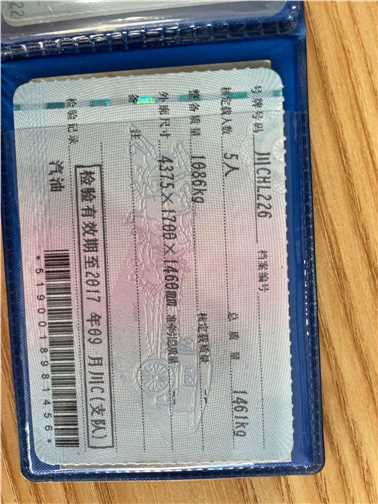 号牌号码 川CHL226 档案编号
核定载人数 5人 总质量 1461kg
整备质量 1086kg 核定载质量 --
外廓尺寸 4375×1700×1460mm 准牵引总质量 --
备注
检验有效期至2017年09月川C(支队)
检验记录 汽油
*5190018981456*